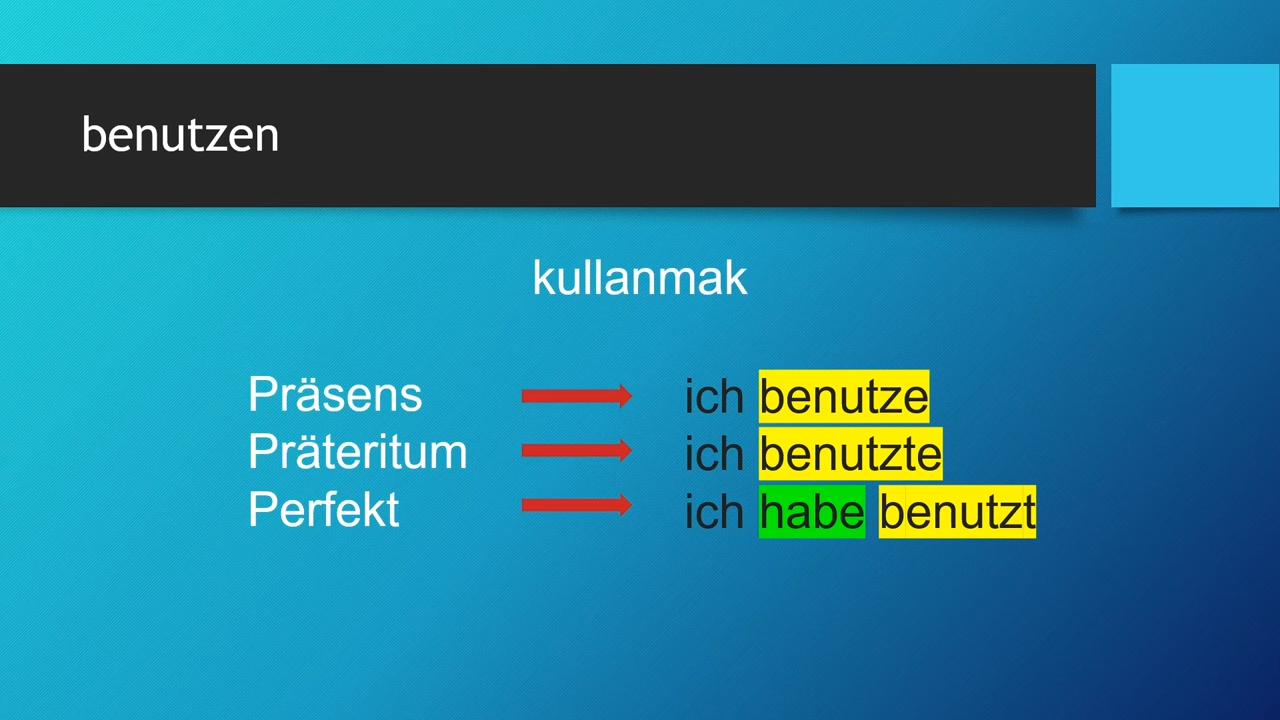 benutzen
kullanmak
Präsens ich benutze
Präteritum ich benutzte
Perfekt ich habe benutzt